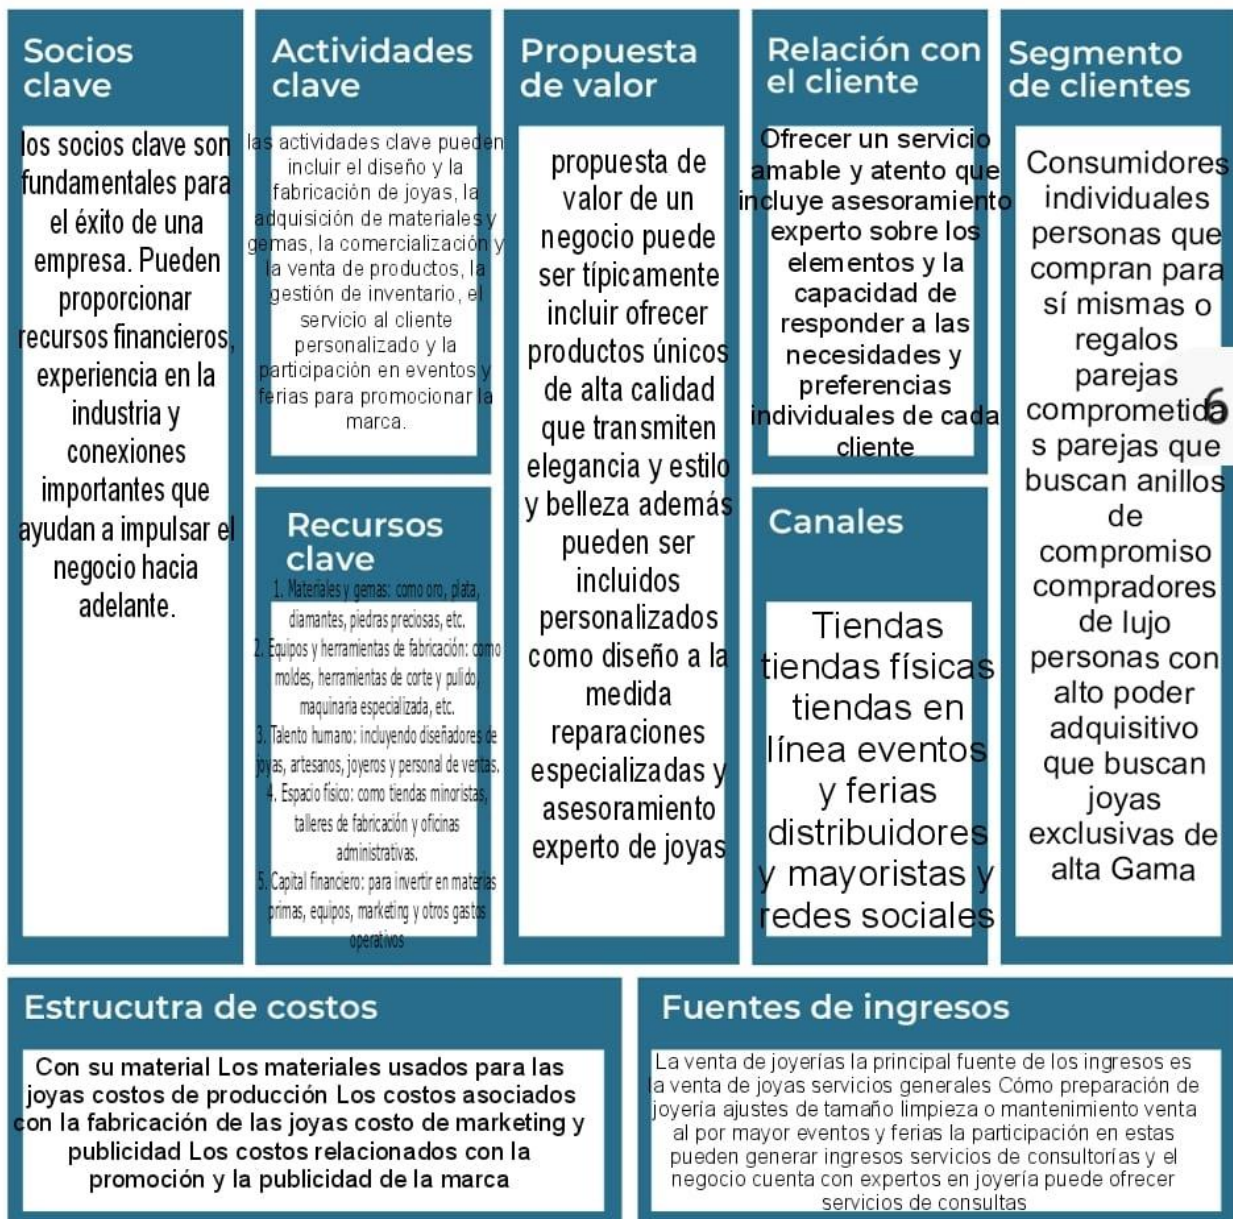 Socios
clave
los socios clave son
fundamentales para
el éxito de una
empresa. Pueden
proporcionar
recursos financieros,
experiencia en la
industria y
conexiones
importantes que
ayudan a impulsar el
negocio hacia
adelante.
Actividades
clave
las actividades clave pueden
incluir el diseño y la
fabricación de joyas, la
adquisición de materiales y
gemas, la comercialización y
la venta de productos, la
gestión de inventario, el
servicio al cliente
personalizado y la
participación en eventos y
ferias para promocionar la
marca.
Recursos
clave
1. Materiales y gemas: como oro, plata,
diamantes, piedras preciosas, etc.
2. Equipos y herramientas de fabricación: como
moldes, herramientas de corte y pulido,
maquinaria especializada, etc.
3. Talento humano: incluyendo diseñadores de
joyas, artesanos, joyeros y personal de ventas.
4. Espacio físico: como tiendas minoristas,
talleres de fabricación y oficinas
administrativas.
5. Capital financiero: para invertir en materias
primas, equipos, marketing y otros gastos
operativos
Propuesta
de valor
propuesta de
valor de un
negocio puede
ser típicamente
incluir ofrecer
productos únicos
de alta calidad
que transmiten
elegancia y estilo
y belleza además
pueden ser
incluidos
personalizados
como diseño a la
medida
reparaciones
especializadas y
asesoramiento
experto de joyas
Relación con
el cliente
Ofrecer un servicio
amable y atento que
incluye asesoramiento
experto sobre los
elementos y la
capacidad de
responder a las
necesidades y
preferencias
individuales de cada
cliente
Canales
Tiendas
tiendas físicas
tiendas en
línea eventos
y ferias
distribuidores
y mayoristas y
redes sociales
Segmento
de clientes
Consumidores
individuales
personas que
compran para
sí mismas o
regalos
parejas
comprometida
s parejas que
buscan anillos
de
compromiso
compradores
de lujo
personas con
alto poder
adquisitivo
que buscan
joyas
exclusivas de
alta Gama
6
Estrucutra de costos
Con su material Los materiales usados para las
joyas costos de producción Los costos asociados
con la fabricación de las joyas costo de marketing y
publicidad Los costos relacionados con la
promoción y la publicidad de la marca
Fuentes de ingresos
La venta de joyerías la principal fuente de los ingresos es
la venta de joyas servicios generales Cómo preparación de
joyería ajustes de tamaño limpieza o mantenimiento venta
al por mayor eventos y ferias la participación en estas
pueden generar ingresos servicios de consultorías y el
negocio cuenta con expertos en joyería puede ofrecer
servicios de consultas